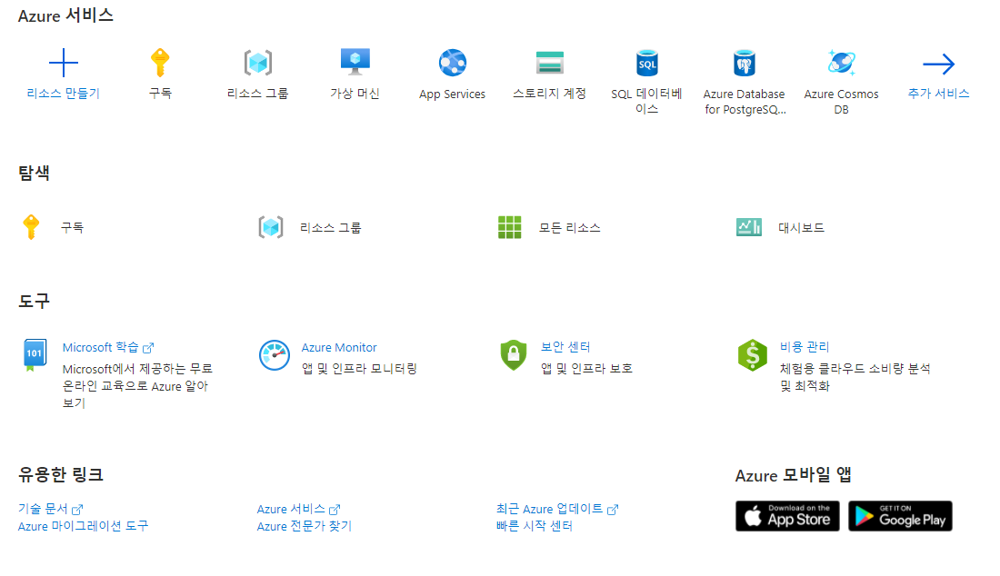 Azure 서비스
리소스 만들기
구독
리소스 그룹
가상 머신
App Services
스토리지 계정
SQL
SQL 데이터베
이스
Azure Database
for PostgreSQ...
Azure Cosmos
DB
추가 서비스
탐색
구독
리소스 그룹
모든 리소스
대시보드
도구
101
Microsoft 학습
Microsoft에서 제공하는 무료
온라인 교육으로 Azure 알아
보기
Azure Monitor
앱 및 인프라 모니터링
보안 센터
앱 및 인프라 보호
$
비용 관리
체험용 클라우드 소비량 분석
및 최적화
유용한 링크
기술 문서
Azure 마이그레이션 도구
Azure 서비스
Azure 전문가 찾기
최근 Azure 업데이트
빠른 시작 센터
Azure 모바일 앱
Download on the
App Store
GET IT ON
Google Play